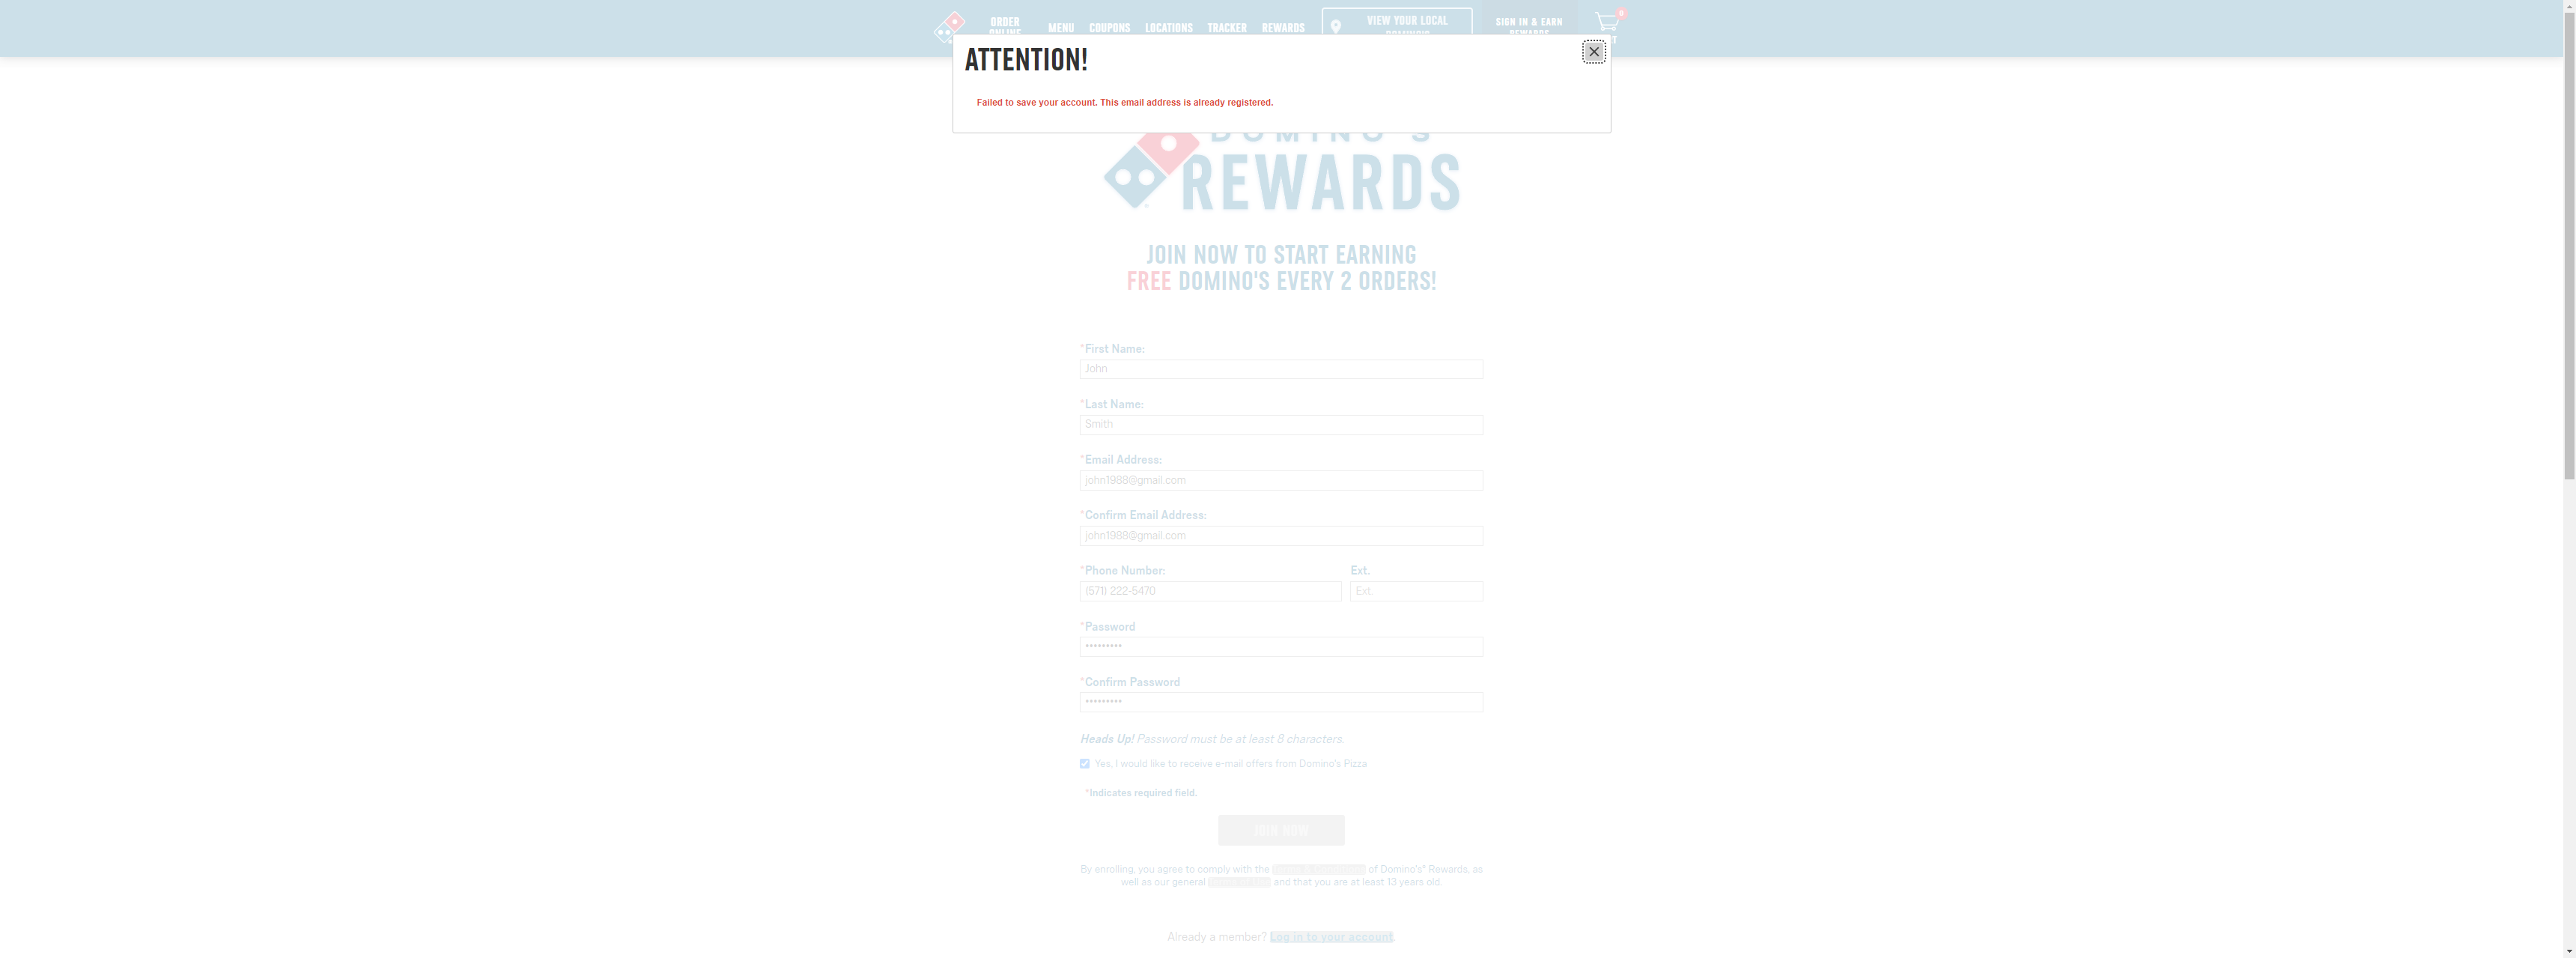 ORDER
ONLINE
MENU
COUPONS
LOCATIONS
TRACKER
REWARDS
VIEW YOUR LOCAL
DOMINO'S
SIGN IN & EARN
REWARDS
0
ATTENTION!
Failed to save your account. This email address is already registered.
DOMINO'S
REWARDS
JOIN NOW TO START EARNING
FREE DOMINO'S EVERY 2 ORDERS!
*First Name:
John
*Last Name:
Smith
*Email Address:
john1988@gmail.com
*Confirm Email Address:
john1988@gmail.com
*Phone Number: Ext.
(571) 222-5470 Ext.
*Password
•••••••••
*Confirm Password
•••••••••
Heads Up! Password must be at least 8 characters.
Yes, I would like to receive e-mail offers from Domino's Pizza
*Indicates required field.
JOIN NOW
By enrolling, you agree to comply with the of Domino's® Rewards, as
well as our general and that you are at least 13 years old.
Already a member? Log in to your account.